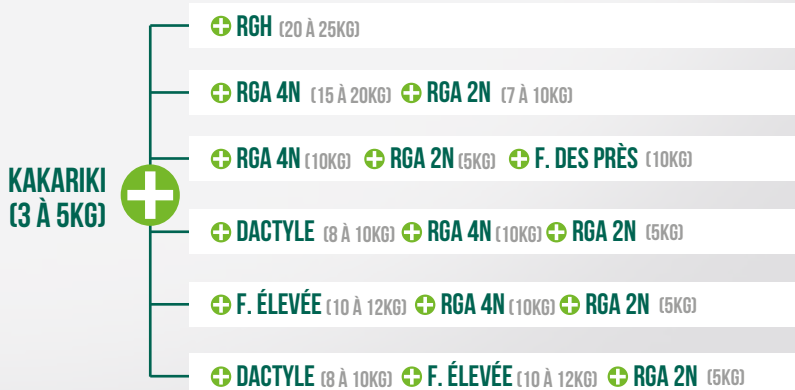 RGH (20 À 25KG)
RGA 4N (15 À 20KG) RGA 2N (7 À 10KG)
RGA 4N (10KG) RGA 2N (5KG) F. DES PRÈS (10KG)
KAKARIKI
(3 À 5KG)
DACTYLE (8 À 10KG) RGA 4N (10KG) RGA 2N (5KG)
F. ÉLEVÉE (10 À 12KG) RGA 4N (10KG) RGA 2N (5KG)
DACTYLE (8 À 10KG) F. ÉLEVÉE (10 À 12KG) RGA 2N (5KG)